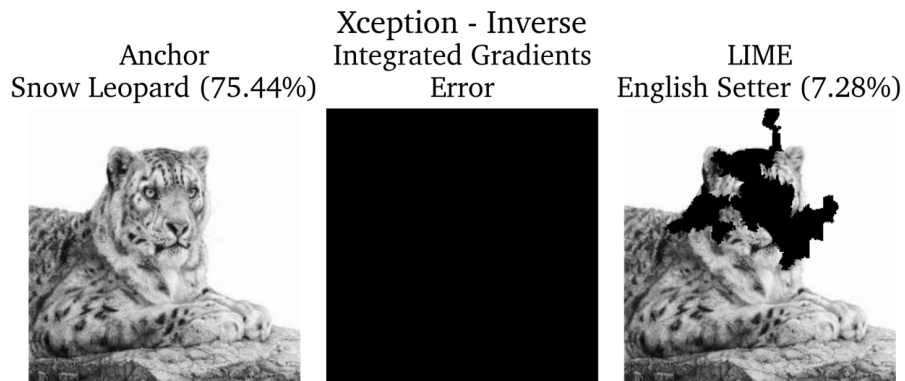 Xception - Inverse
Anchor
Snow Leopard (75.44%)
Integrated Gradients
Error
LIME
English Setter (7.28%)